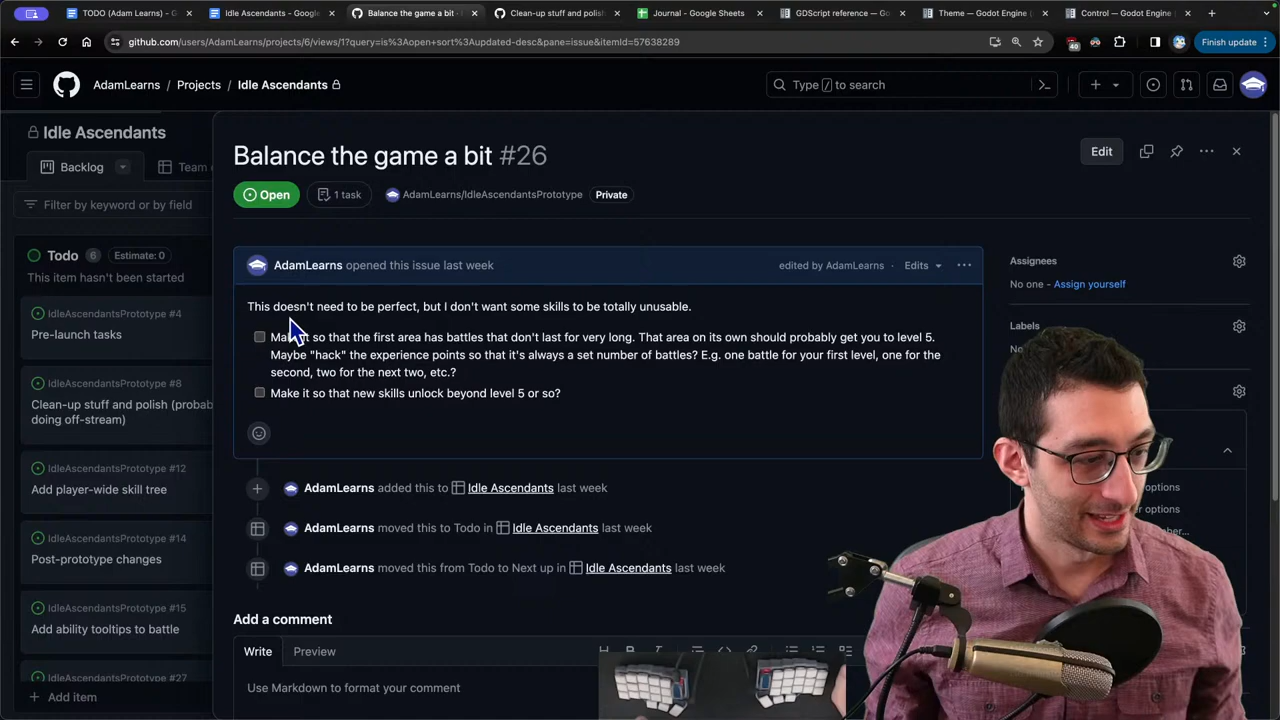 TODO (Adam Learns) - Goo
Idle Ascendants - Google
Balance the game a bit ·
Clean-up stuff and polish
Journal - Google Sheets
GDScript reference — Go
Theme — Godot Engine (
Control — Godot Engine
github.com/users/AdamLearns/projects/6/views/1?query=is%3Aopen+sort%3Aupdated-desc&pane=issue&itemId=57638289
40
Finish update
AdamLearns / Projects / Idle Ascendants
Type / to search
Idle Ascendants
Backlog
Team
Filter by keyword or by field
Todo 6 Estimate: 0
This item hasn't been started
IdleAscendantsPrototype #4
Pre-launch tasks
IdleAscendantsPrototype #8
Clean-up stuff and polish (proba
doing off-stream)
IdleAscendantsPrototype #12
Add player-wide skill tree
IdleAscendantsPrototype #14
Post-prototype changes
IdleAscendantsPrototype #15
Add ability tooltips to battle
IdleAscendantsPrototype #27
Add item
Balance the game a bit #26
Edit
Open
1 task
AdamLearns/IdleAscendantsPrototype
Private
AdamLearns opened this issue last week
edited by AdamLearns
Edits
This doesn't need to be perfect, but I don't want some skills to be totally unusable.
Make it so that the first area has battles that don't last for very long. That area on its own should probably get you to level 5.
Maybe "hack" the experience points so that it's always a set number of battles? E.g. one battle for your first level, one for the
second, two for the next two, etc.?
Make it so that new skills unlock beyond level 5 or so?
AdamLearns added this to Idle Ascendants last week
AdamLearns moved this to Todo in Idle Ascendants last week
AdamLearns moved this from Todo to Next up in Idle Ascendants last week
Add a comment
Write
Preview
Use Markdown to format your comment
Assignees
No one - Assign yourself
Labels
options
er options